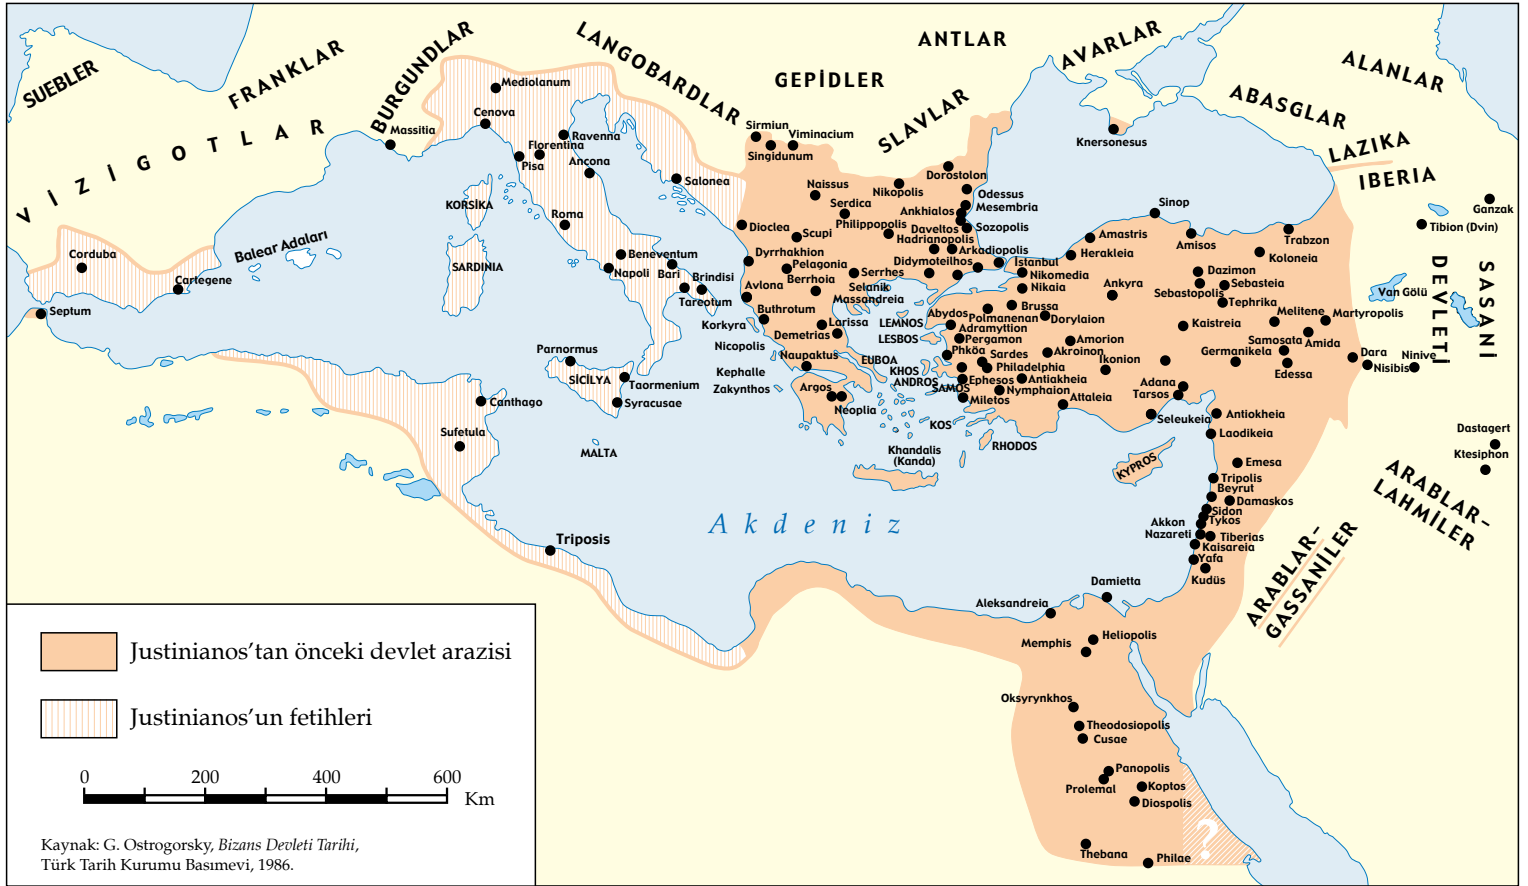 SUEBLER
FRANKLAR
BURGUNDLAR
LANGOBARDLAR
GEPİDLER
ANTLAR
SLAVLAR
AVARLAR
ALANLAR
ABASGLAR
LAZIKA
IBERIA
VİZİGOTLAR
Mediolanum
Cenova
Massitia
Ravenna
Florentina
Pisa
Ancona
Salonea
KORSİKA
Roma
SARDINIA
Balear Adaları
Corduba
Cartegene
Septum
Beneventum
Napoli
Bari
Brindisi
Tareotum
Parnormus
SİCİLYA
Taormenium
Syracusae
Canthago
Sufetula
MALTA
Triposis
Sirmiun
Viminacium
Singidunum
Naissus
Nikopolis
Dorostolon
Odessus
Mesembria
Serdica
Ankhialos
Philippopolis
Daveltos
Sozopolis
Dioclea
Scupi
Hadrianopolis
Arkadiopolis
Dyrrhakhion
Pelagonia
Didymoteilhos
İstanbul
Avlona
Berrhoia
Serrhes
Selanik
Massandreia
Buthrotum
Korkyra
Larissa
Demetrias
Nicopolis
Naupaktus
Kephalle
Zakynthos
Argos
Neoplia
EUBOA
LEMNOS
LESBOS
KHOS
ANDROS
SAMOS
KOS
RHODOS
Khandalis
(Kanda)
KYPROS
Knersonesus
Sinop
Amastris
Herakleia
Amisos
Trabzon
Koloneia
Nikomedia
Nikaia
Ankyra
Dazimon
Sebasteia
Sebastopolis
Tephrika
Brussa
Abydos
Polmanenan
Dorylaion
Adramyttion
Pergamon
Kaistreia
Melitene
Martyropolis
Amorion
Samosata
Amida
Phköa
Sardes
Akroinon
Ikonion
Germanikela
Philadelphia
Edessa
Dara
Ninive
Nisibis
Ephesos
Antiakheia
Adana
Nymphaion
Tarsos
Miletos
Attaleia
Seleukeia
Antiokheia
Laodikeia
Emesa
Tripolis
Beyrut
Damaskos
Sidon
Akkon
Tykos
Nazareti
Tiberias
Kaisareia
Yafa
Kudüs
Ganzak
Tibion (Dvin)
Van Gölü
SASANİ
DEVLETİ
Dastagert
Ktesiphon
ARABLAR–
LAHMİLER
ARABLAR–
GASSANİLER
Akdeniz
Damietta
Aleksandreia
Heliopolis
Memphis
Oksyrynkhos
Theodosiopolis
Cusae
Panopolis
Prolemal
Koptos
Diospolis
Thebana
Philae
?
Justinianos’tan önceki devlet arazisi
Justinianos’un fetihleri
0 200 400 600
Km
Kaynak: G. Ostrogorsky, Bizans Devleti Tarihi,
Türk Tarih Kurumu Basımevi, 1986.